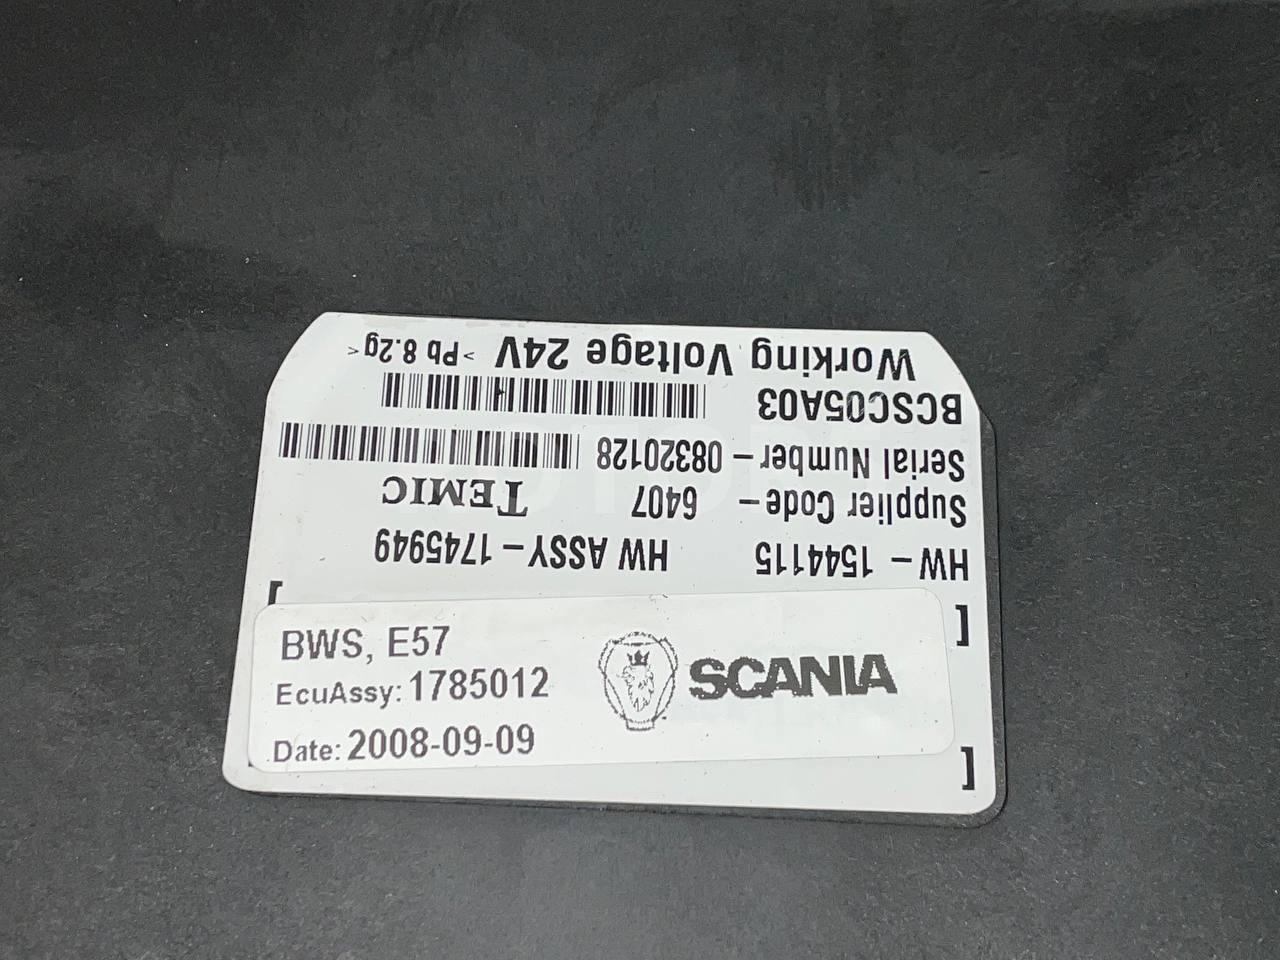 HW – 1544115 HW ASSY – 1745949
Supplier Code – 6407 TEMIC
Serial Number – 08320128
BCSC05A03
Working Voltage 24V >Pb 8.2g<
BWS, E57
EcuAssy: 1785012
Date: 2008-09-09
SCANIA